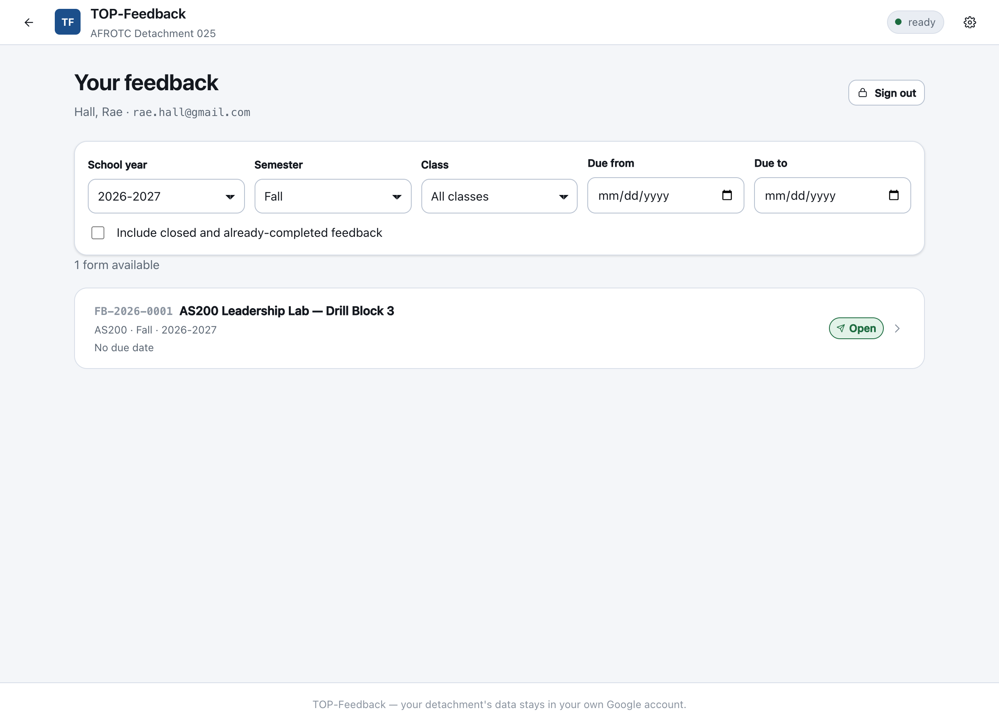 TF
TOP-Feedback
AFROTC Detachment 025
ready
Your feedback
Sign out
Hall, Rae · rae.hall@gmail.com
School year
Semester
Class
Due from
Due to
2026-2027
Fall
All classes
mm/dd/yyyy
mm/dd/yyyy
Include closed and already-completed feedback
1 form available
FB-2026-0001 AS200 Leadership Lab — Drill Block 3
AS200 · Fall · 2026-2027
No due date
Open
TOP-Feedback — your detachment's data stays in your own Google account.